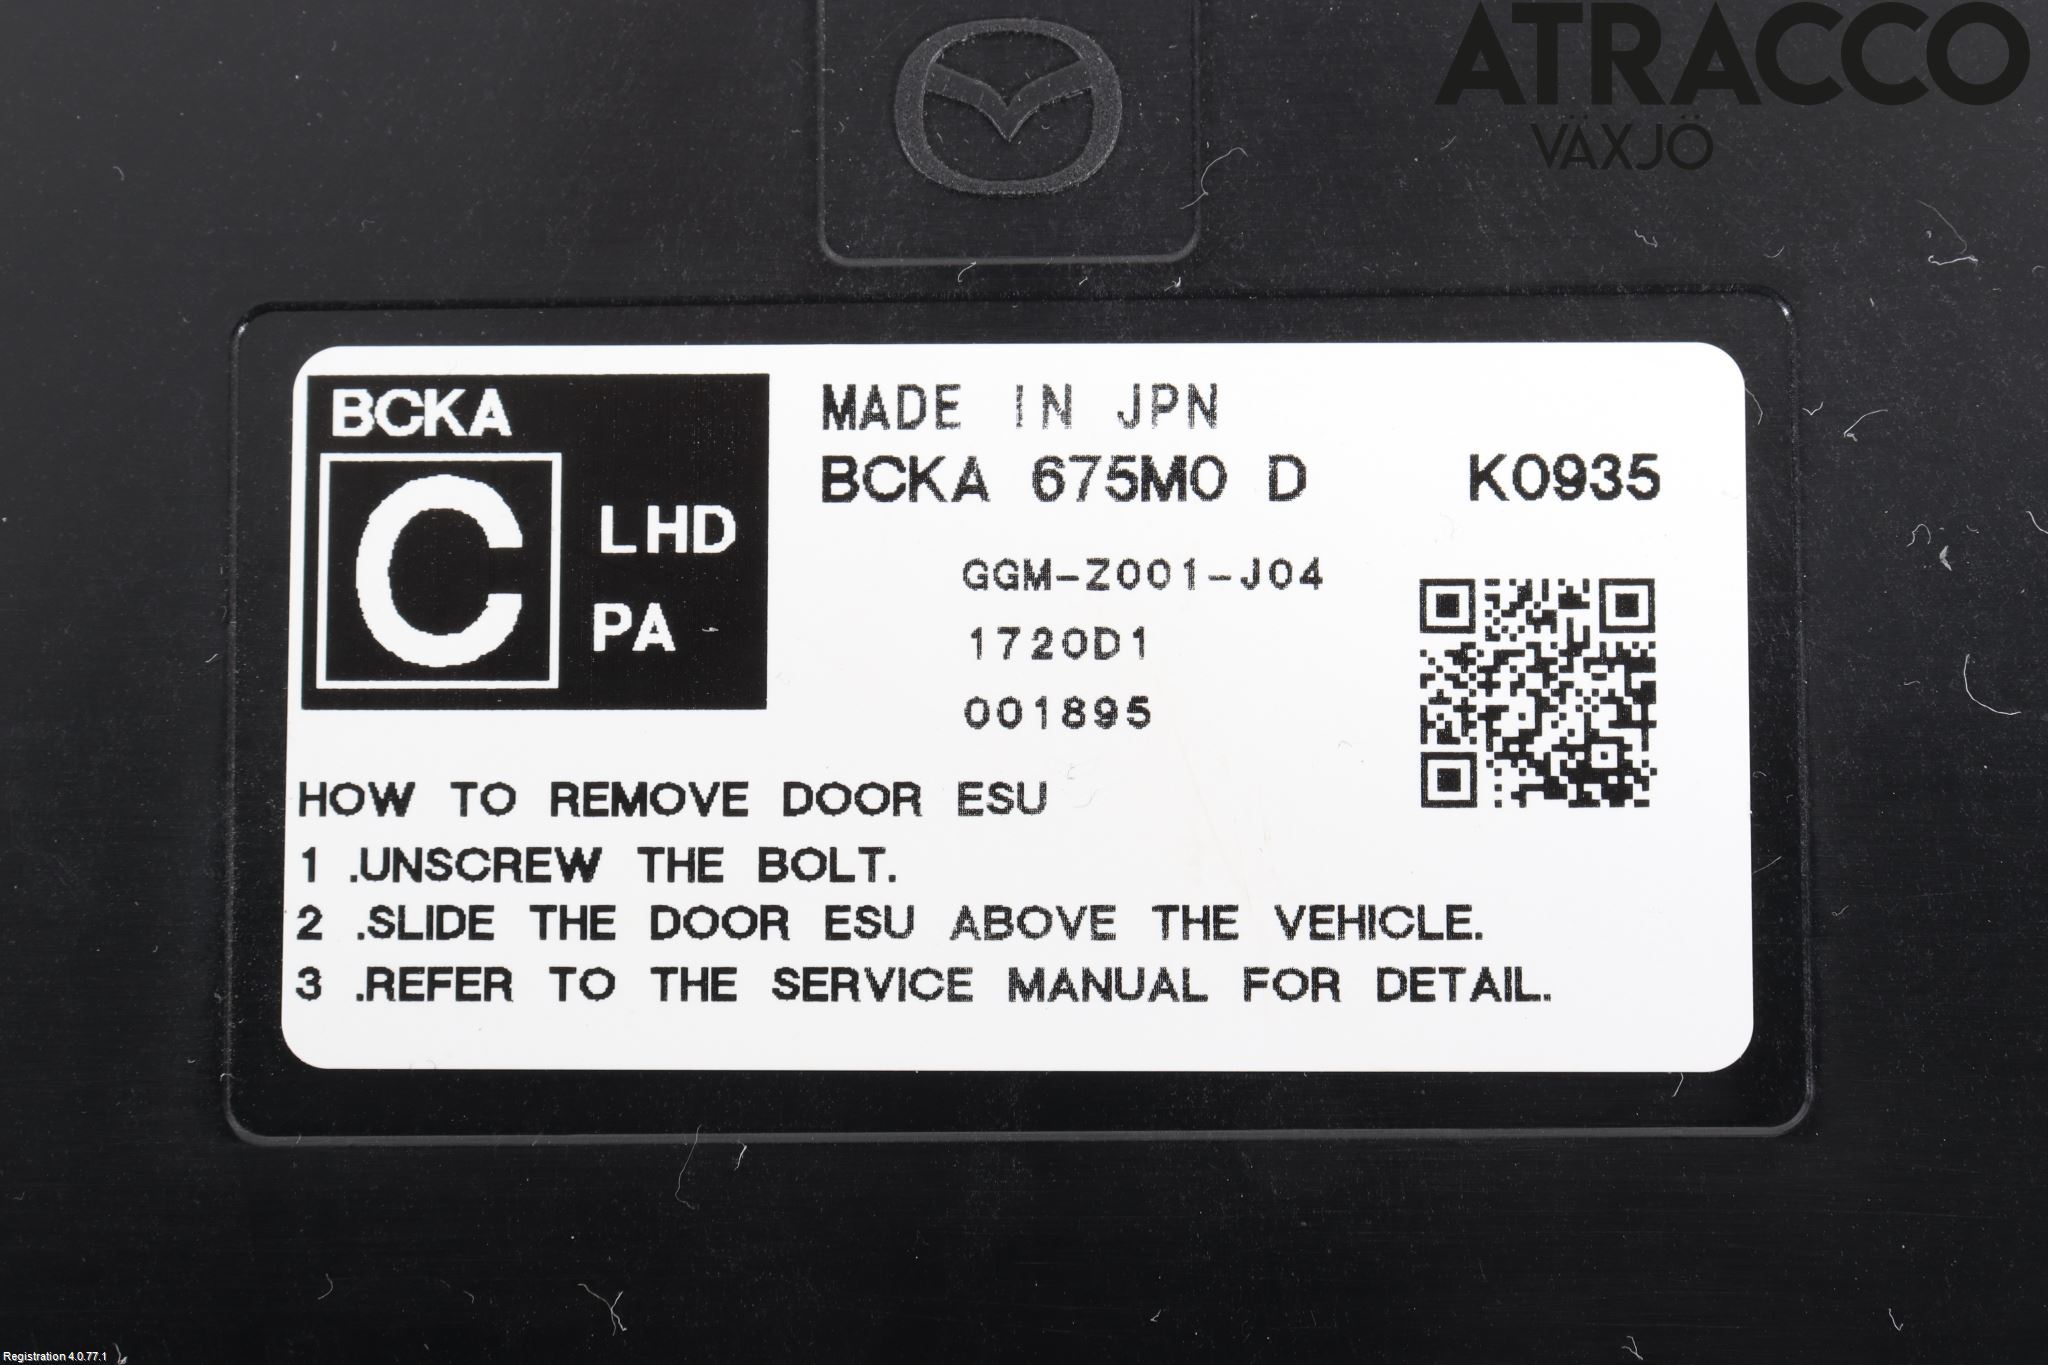 ATRACCO
VÄXJÖ
BCKA
C
LHD
PA
MADE IN JPN
BCKA 675M0 D K0935
GGM-Z001-J04
1720D1
001895
HOW TO REMOVE DOOR ESU
1 .UNSCREW THE BOLT.
2 .SLIDE THE DOOR ESU ABOVE THE VEHICLE.
3 .REFER TO THE SERVICE MANUAL FOR DETAIL.
Registration 4.0.77.1